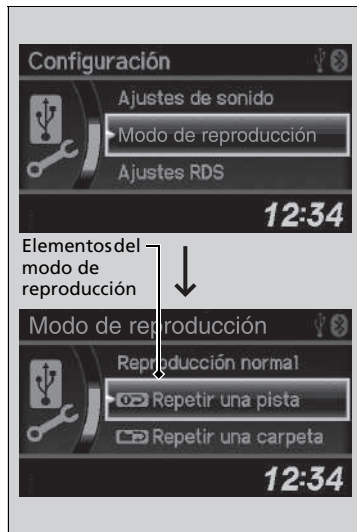 Configuración
Ajustes de sonido
Modo de reproducción
Ajustes RDS
12:34
Elementos del
modo de
reproducción
Modo de reproducción
Reproducción normal
Repetir una pista
Repetir una carpeta
12:34